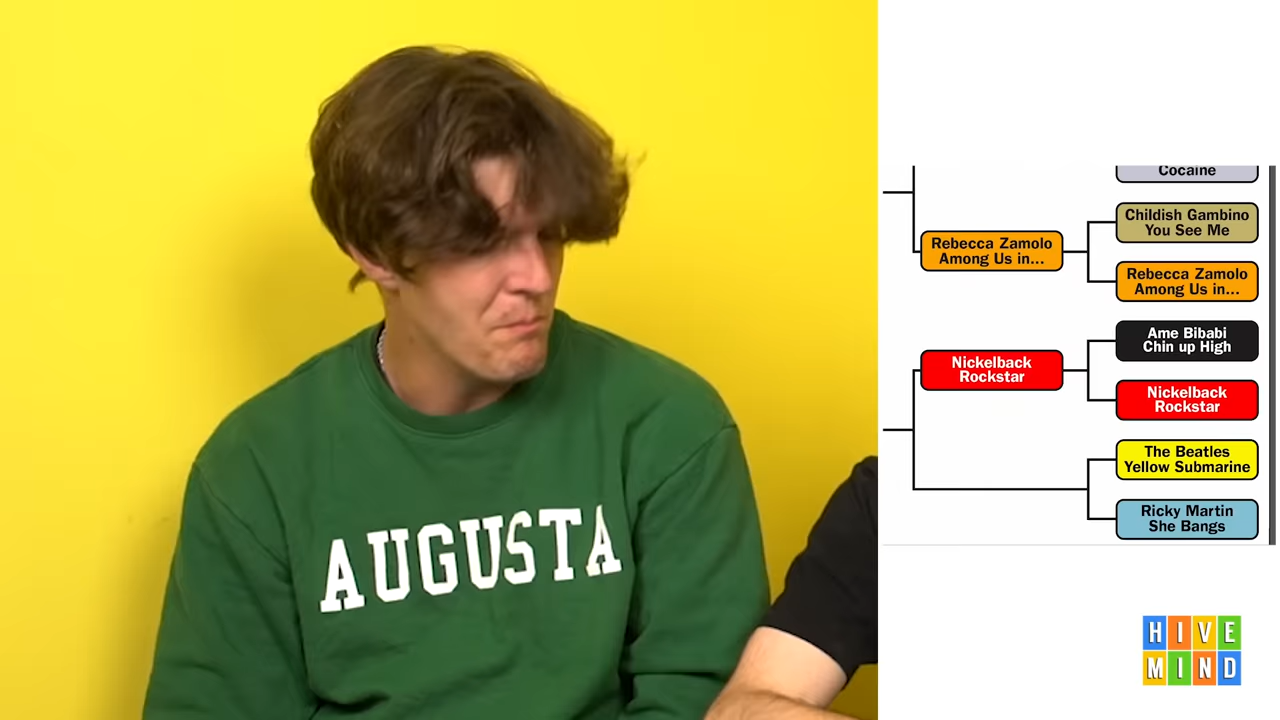 AUGUSTA
Cocaine
Childish Gambino
You See Me
Rebecca Zamolo
Among Us in...
Rebecca Zamolo
Among Us in...
Ame Bibabi
Chin up High
Nickelback
Rockstar
Nickelback
Rockstar
The Beatles
Yellow Submarine
Ricky Martin
She Bangs
HIVE
MIND